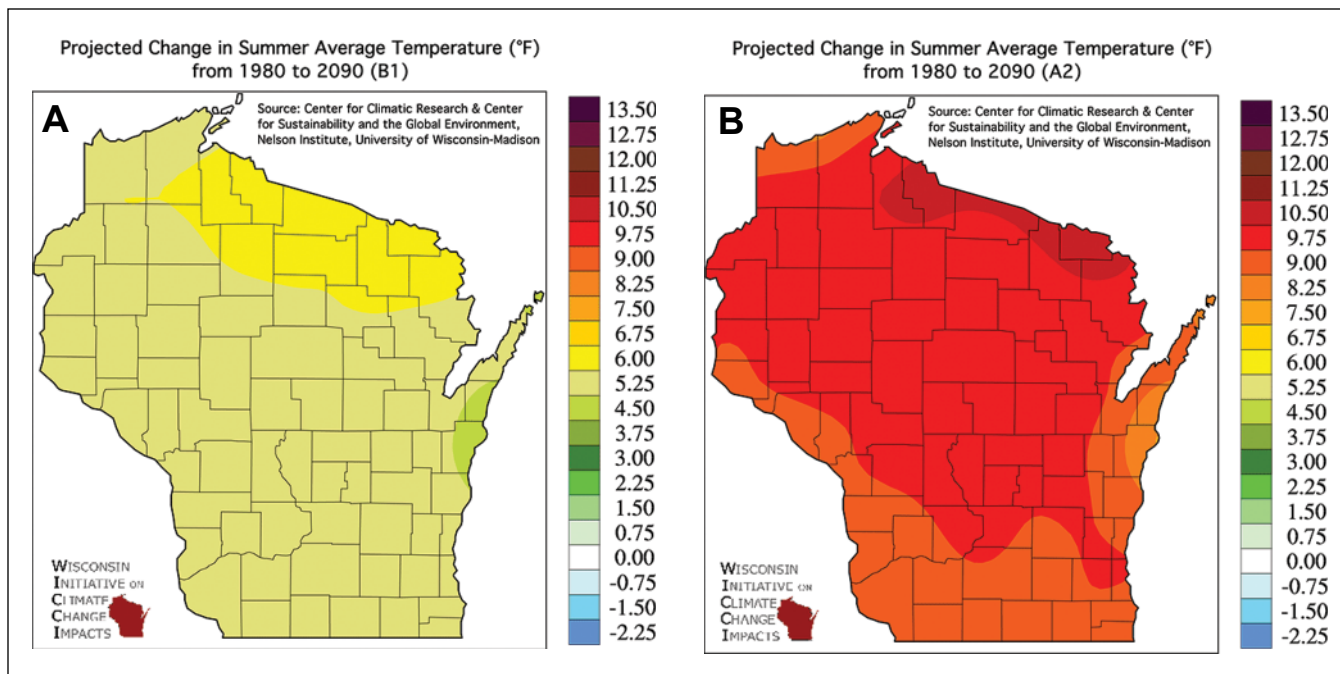 Projected Change in Summer Average Temperature (°F)
from 1980 to 2090 (B1)
A
Source: Center for Climatic Research & Center
for Sustainability and the Global Environment,
Nelson Institute, University of Wisconsin-Madison
13.50
12.75
12.00
11.25
10.50
9.75
9.00
8.25
7.50
6.75
6.00
5.25
4.50
3.75
3.00
2.25
1.50
0.75
0.00
-0.75
-1.50
-2.25
WISCONSIN
INITIATIVE ON
CLIMATE
CHANGE
IMPACTS
Projected Change in Summer Average Temperature (°F)
from 1980 to 2090 (A2)
B
Source: Center for Climatic Research & Center
for Sustainability and the Global Environment,
Nelson Institute, University of Wisconsin-Madison
13.50
12.75
12.00
11.25
10.50
9.75
9.00
8.25
7.50
6.75
6.00
5.25
4.50
3.75
3.00
2.25
1.50
0.75
0.00
-0.75
-1.50
-2.25
WISCONSIN
INITIATIVE ON
CLIMATE
CHANGE
IMPACTS